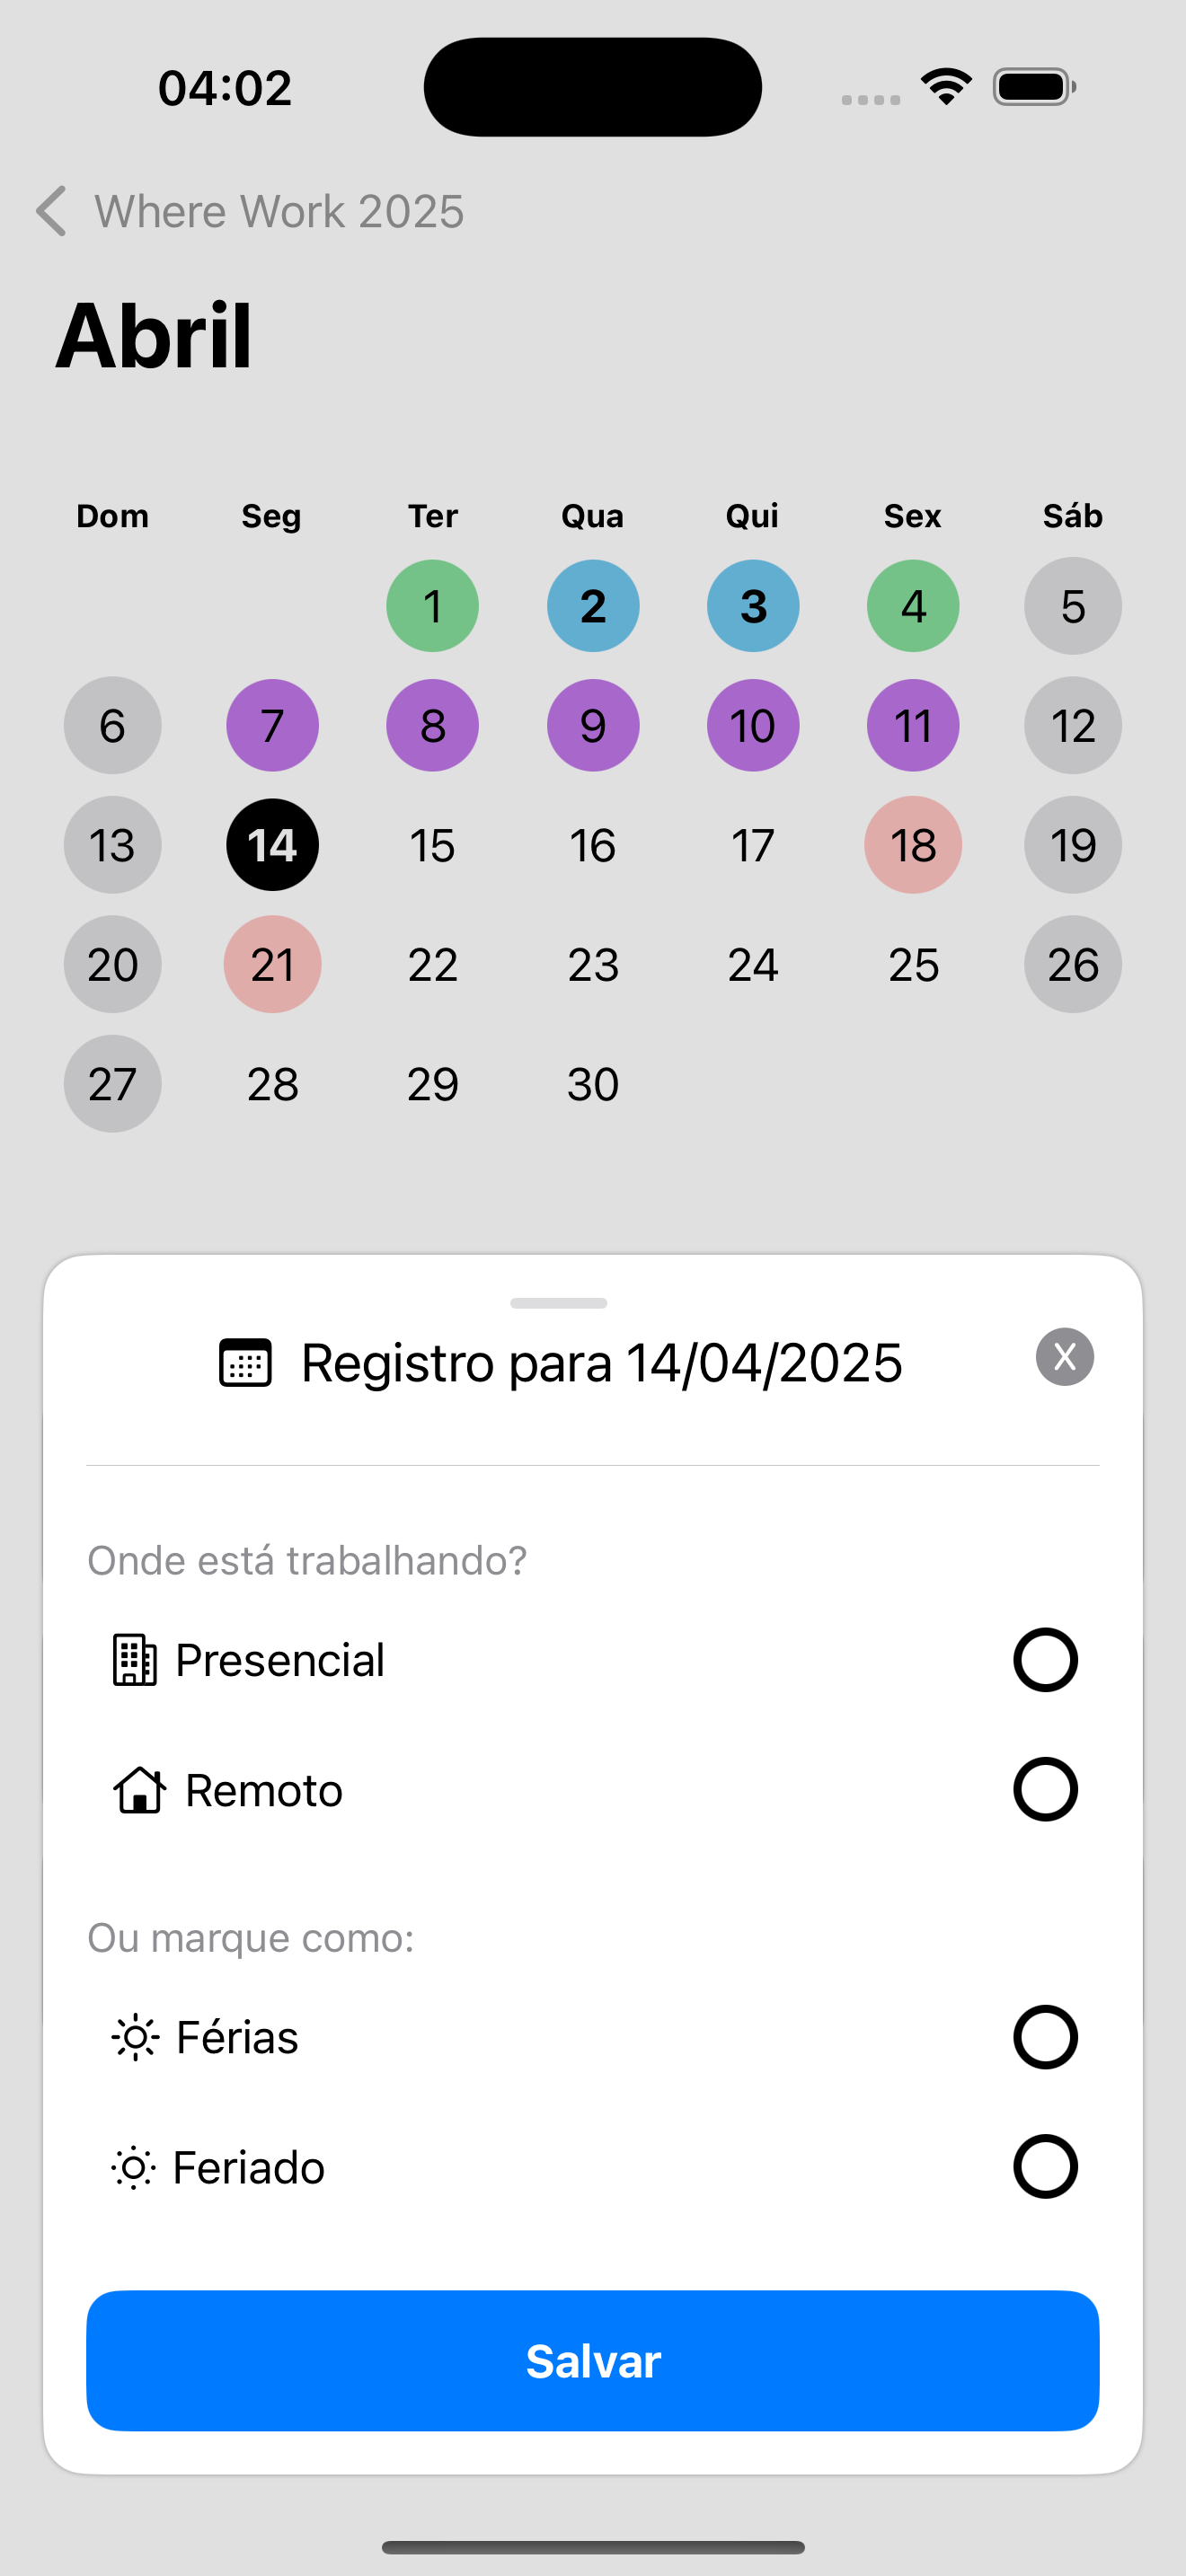 04:02
Where Work 2025
Abril
Dom Seg Ter Qua Qui Sex Sáb
1 2 3 4 5
6 7 8 9 10 11 12
13 14 15 16 17 18 19
20 21 22 23 24 25 26
27 28 29 30
Registro para 14/04/2025
X
Onde está trabalhando?
Presencial
Remoto
Ou marque como:
Férias
Feriado
Salvar